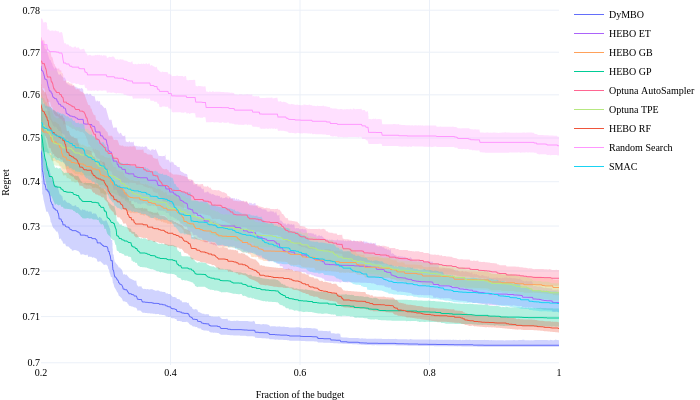 0.78
0.77
0.76
0.75
0.74
0.73
0.72
0.71
0.7
Regret
0.2
0.4
0.6
0.8
1
Fraction of the budget
DyMBO
HEBO ET
HEBO GB
HEBO GP
Optuna AutoSampler
Optuna TPE
HEBO RF
Random Search
SMAC